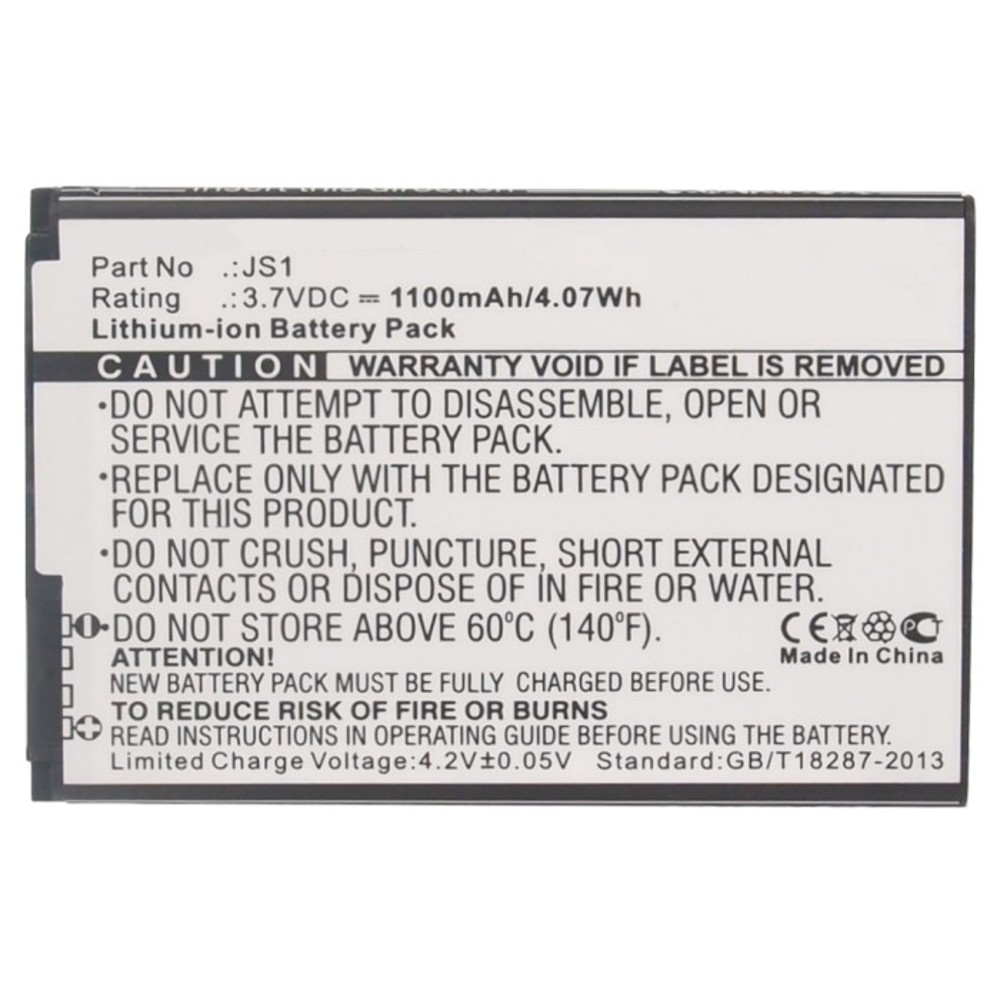 Insert this direction
Part No .:JS1
Rating .:3.7VDC ⎓ 1100mAh/4.07Wh
Lithium-ion Battery Pack
CAUTION WARRANTY VOID IF LABEL IS REMOVED
•DO NOT ATTEMPT TO DISASSEMBLE, OPEN OR
SERVICE THE BATTERY PACK.
•REPLACE ONLY WITH THE BATTERY PACK DESIGNATED
FOR THIS PRODUCT.
•DO NOT CRUSH, PUNCTURE, SHORT EXTERNAL
CONTACTS OR DISPOSE OF IN FIRE OR WATER.
•DO NOT STORE ABOVE 60°C (140°F). CE PCT
ATTENTION! Made In China
NEW BATTERY PACK MUST BE FULLY CHARGED BEFORE USE.
TO REDUCE RISK OF FIRE OR BURNS
READ INSTRUCTIONS IN OPERATING GUIDE BEFORE USING THE BATTERY.
Limited Charge Voltage:4.2V±0.05V Standard:GB/T18287-2013